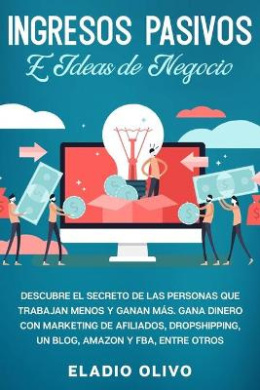 INGRESOS PASIVOS
E Ideas de Negocio
DESCUBRE EL SECRETO DE LAS PERSONAS QUE
TRABAJAN MENOS Y GANAN MÁS. GANA DINERO
CON MARKETING DE AFILIADOS, DROPSHIPPING,
UN BLOG, AMAZON Y FBA, ENTRE OTROS
ELADIO OLIVO